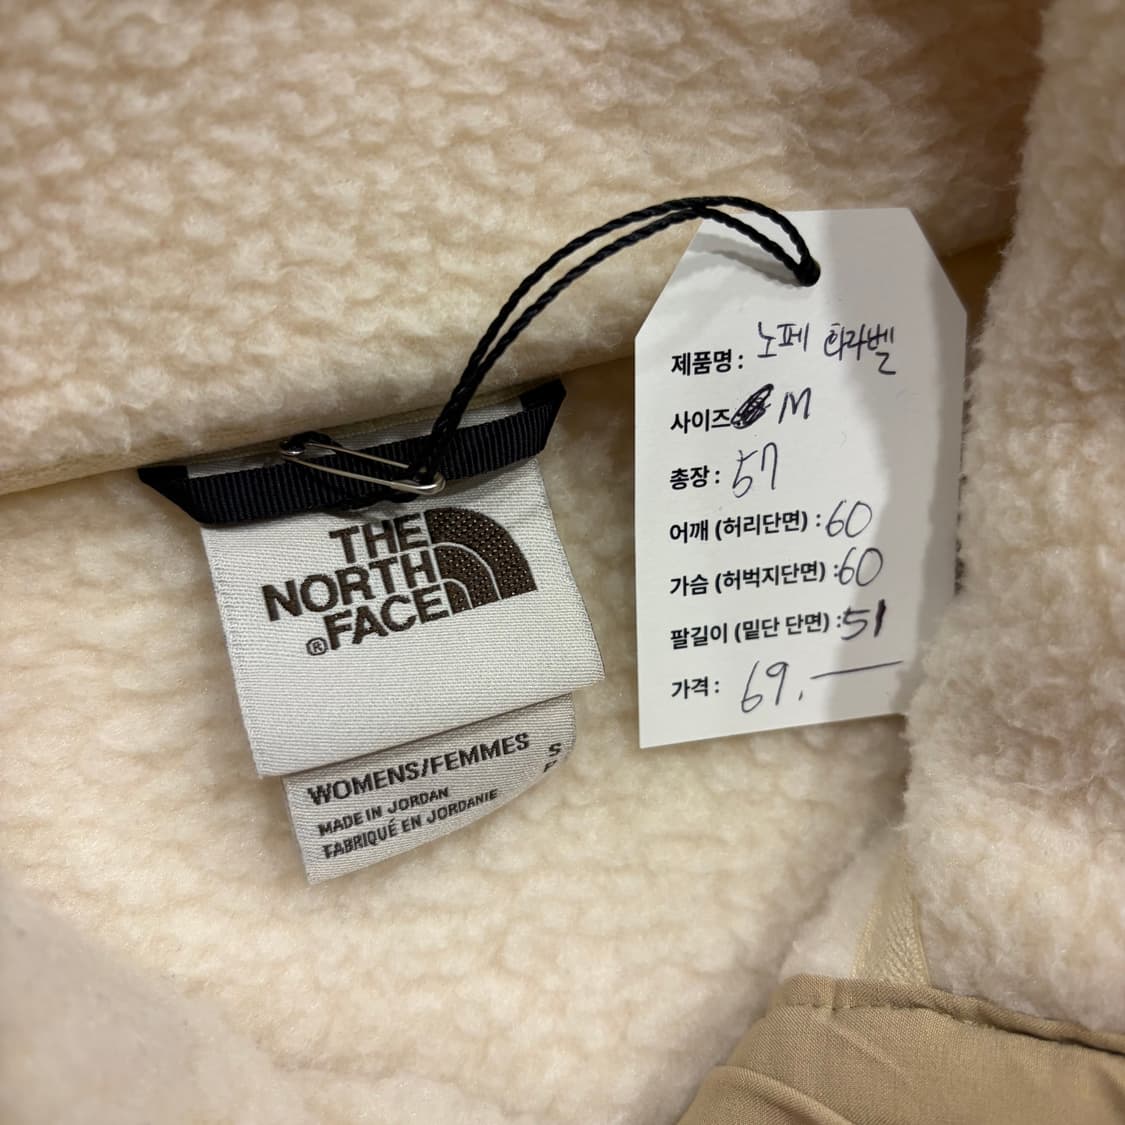 THE
NORTH
®FACE
WOMENS/FEMMES
MADE IN JORDAN
FABRIQUÉ EN JORDANIE
S
제품명: 노페 화라벨
사이즈 M
총장: 57
어깨 (허리단면) : 60
가슴 (허벅지단면) :60
팔길이 (밑단 단면) :51
가격: 69.—